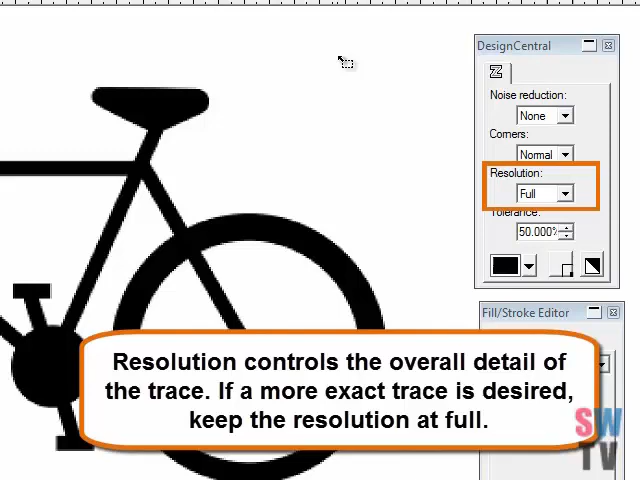 DesignCentral
Noise reduction:
None
Corners:
Normal
Resolution:
Full
Tolerance:
50.000%
Fill/Stroke Editor
Resolution controls the overall detail of
the trace. If a more exact trace is desired,
keep the resolution at full.
SW
TV